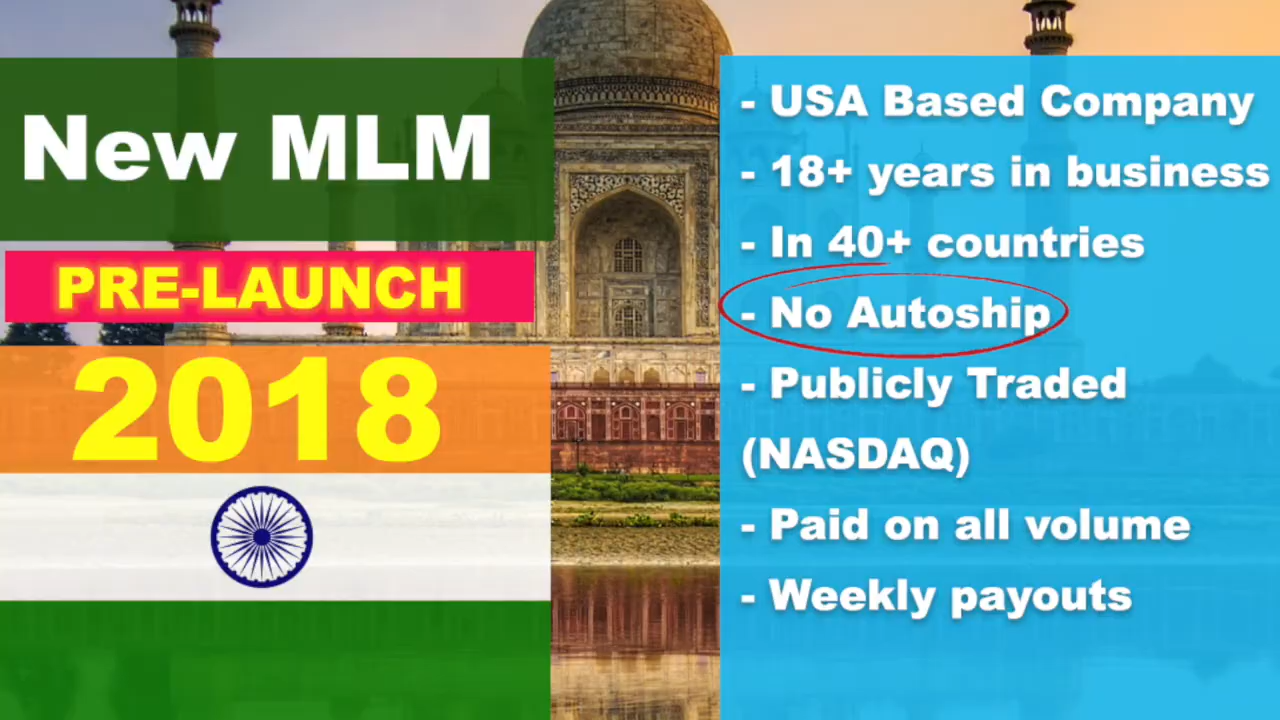 New MLM
PRE-LAUNCH
2018
- USA Based Company
- 18+ years in business
- In 40+ countries
- No Autoship
- Publicly Traded
(NASDAQ)
- Paid on all volume
- Weekly payouts